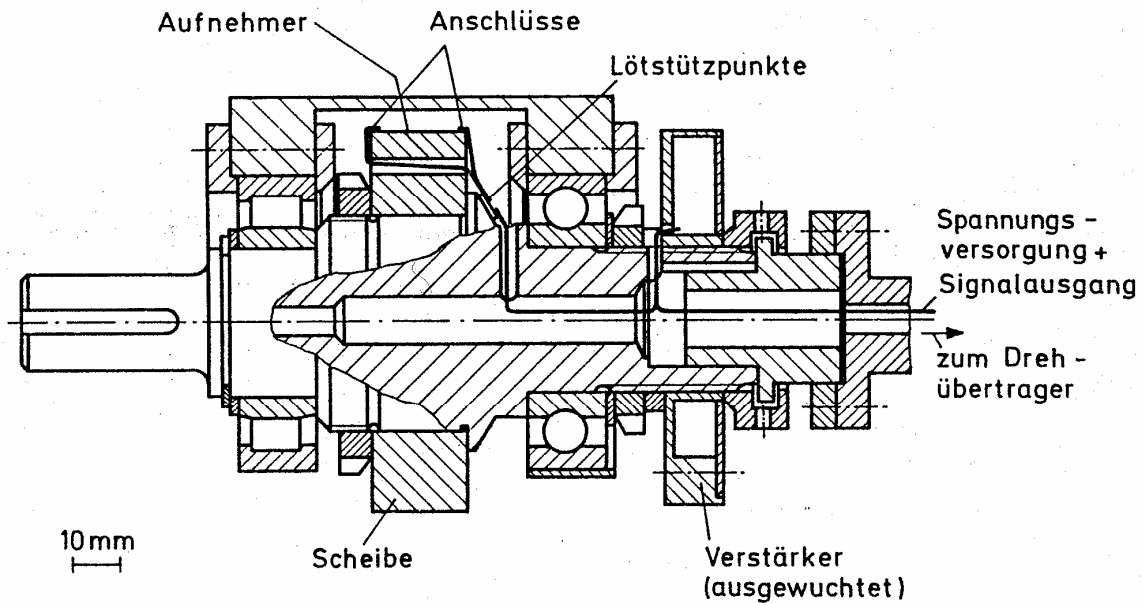 Aufnehmer
Anschlüsse
Lötstützpunkte
Spannungs-
versorgung +
Signalausgang
zum Dreh-
übertrager
10 mm
Scheibe
Verstärker
(ausgewuchtet)